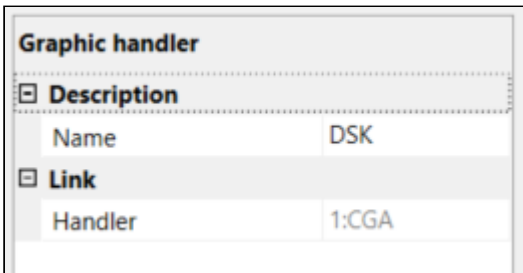 Graphic handler
Description
Name DSK
Link
Handler 1:CGA